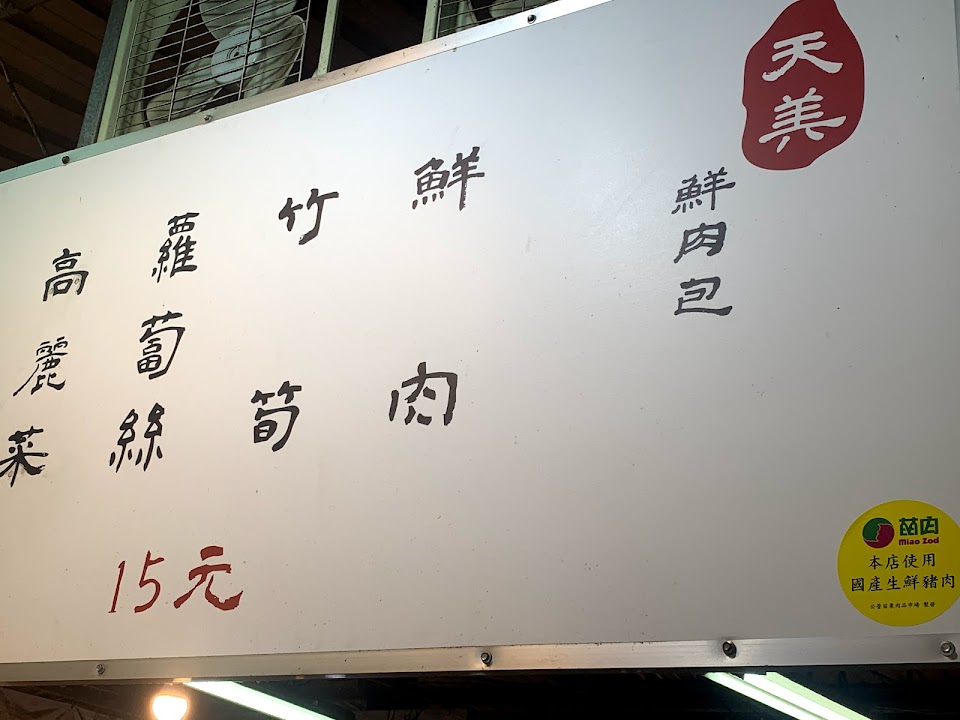 天美
鮮肉包
鮮肉
竹筍
蘿蔔絲
高麗菜
15元
苗肉
Miao Zod
本店使用
國產生鮮豬肉